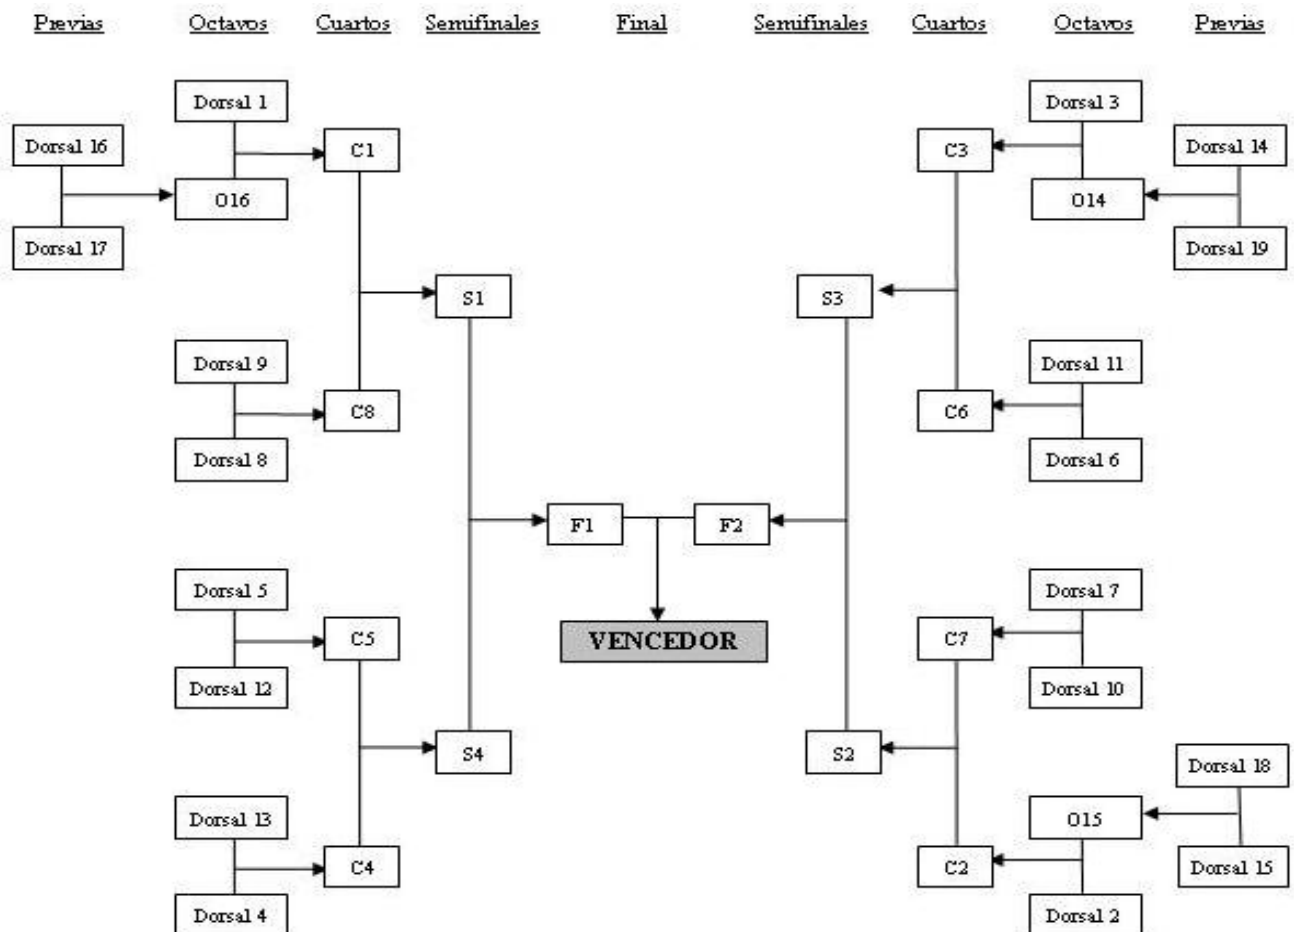 Previas Octavos Cuartos Semifinales Final Semifinales Cuartos Octavos Previas
Dorsal 1
Dorsal 3
Dorsal 16
C1
C3
Dorsal 14
O16
O14
Dorsal 17
Dorsal 19
S1
S3
Dorsal 9
Dorsal 11
C8
C6
Dorsal 8
Dorsal 6
F1
F2
Dorsal 5
Dorsal 7
C5
VENCEDOR
C7
Dorsal 12
Dorsal 10
S4
S2
Dorsal 18
Dorsal 13
O15
C4
C2
Dorsal 15
Dorsal 4
Dorsal 2